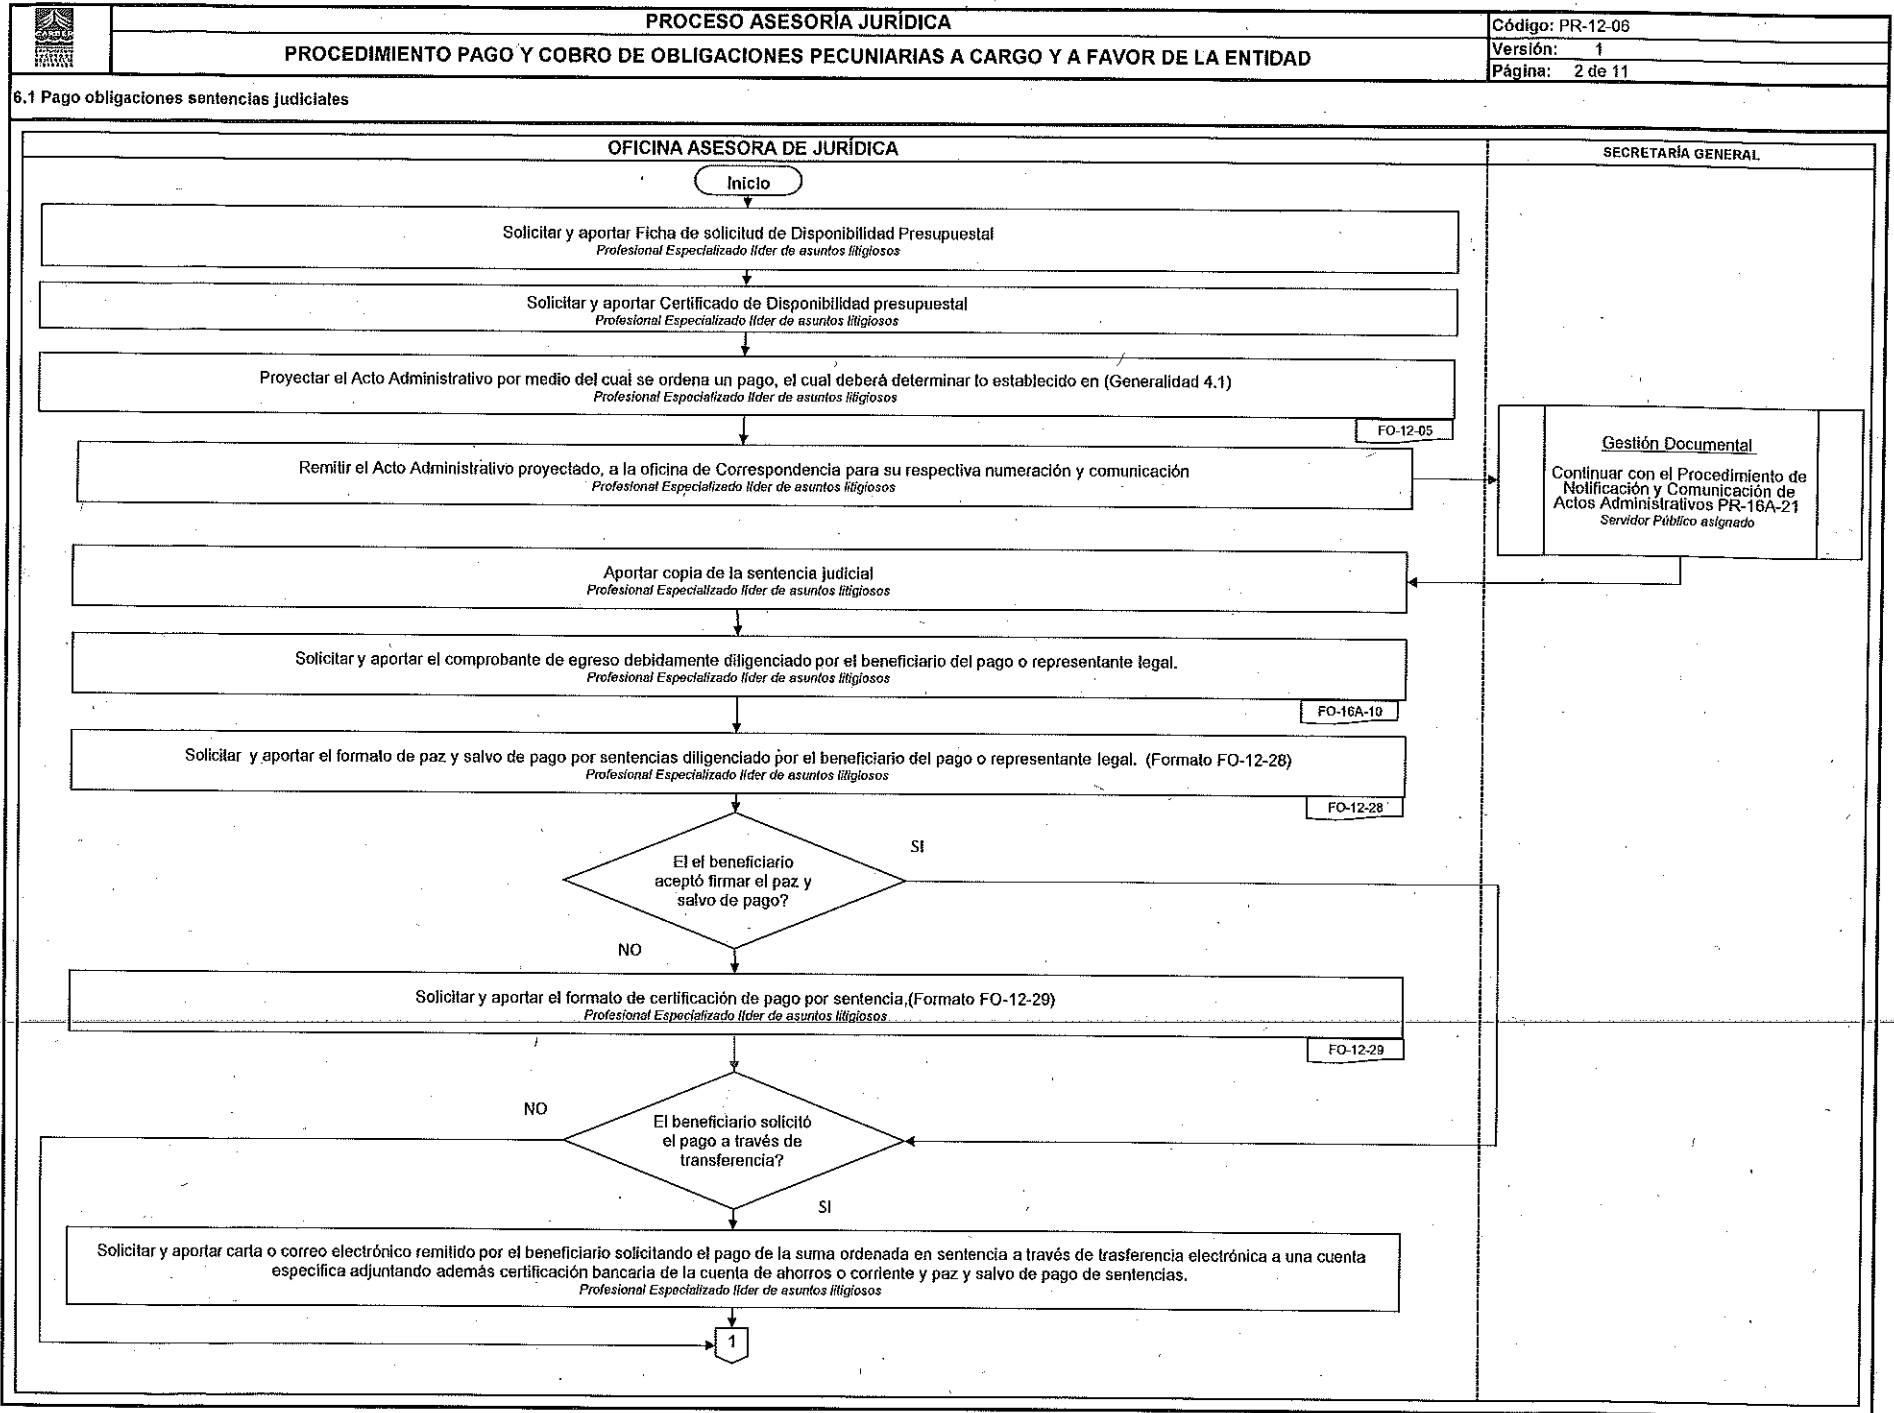 PROCESO ASESORÍA JURÍDICA
PROCEDIMIENTO PAGO Y COBRO DE OBLIGACIONES PECUNIARIAS A CARGO Y A FAVOR DE LA ENTIDAD
Código: PR-12-06
Versión: 1
Página: 2 de 11
6.1 Pago obligaciones sentencias judiciales
OFICINA ASESORA DE JURÍDICA
SECRETARÍA GENERAL
Inicio
Solicitar y aportar Ficha de solicitud de Disponibilidad Presupuestal
Profesional Especializado líder de asuntos litigiosos
Solicitar y aportar Certificado de Disponibilidad presupuestal
Profesional Especializado líder de asuntos litigiosos
Proyectar el Acto Administrativo por medio del cual se ordena un pago, el cual deberá determinar lo establecido en (Generalidad 4.1)
Profesional Especializado líder de asuntos litigiosos
FO-12-05
Remitir el Acto Administrativo proyectado, a la oficina de Correspondencia para su respectiva numeración y comunicación
Profesional Especializado líder de asuntos litigiosos
Gestión Documental
Continuar con el Procedimiento de
Notificación y Comunicación de
Actos Administrativos PR-16A-21
Servidor Público asignado
Aportar copia de la sentencia judicial
Profesional Especializado líder de asuntos litigiosos
Solicitar y aportar el comprobante de egreso debidamente diligenciado por el beneficiario del pago o representante legal.
Profesional Especializado líder de asuntos litigiosos
FO-16A-10
Solicitar y aportar el formato de paz y salvo de pago por sentencias diligenciado por el beneficiario del pago o representante legal. (Formato FO-12-28)
Profesional Especializado líder de asuntos litigiosos
FO-12-28
El el beneficiario
aceptó firmar el paz y
salvo de pago?
SI
NO
Solicitar y aportar el formato de certificación de pago por sentencia,(Formato FO-12-29)
Profesional Especializado líder de asuntos litigiosos
FO-12-29
NO
El beneficiario solicitó
el pago a través de
transferencia?
SI
Solicitar y aportar carta o correo electrónico remitido por el beneficiario solicitando el pago de la suma ordenada en sentencia a través de trasferencia electrónica a una cuenta
especifica adjuntando además certificación bancaria de la cuenta de ahorros o corriente y paz y salvo de pago de sentencias.
Profesional Especializado líder de asuntos litigiosos
1